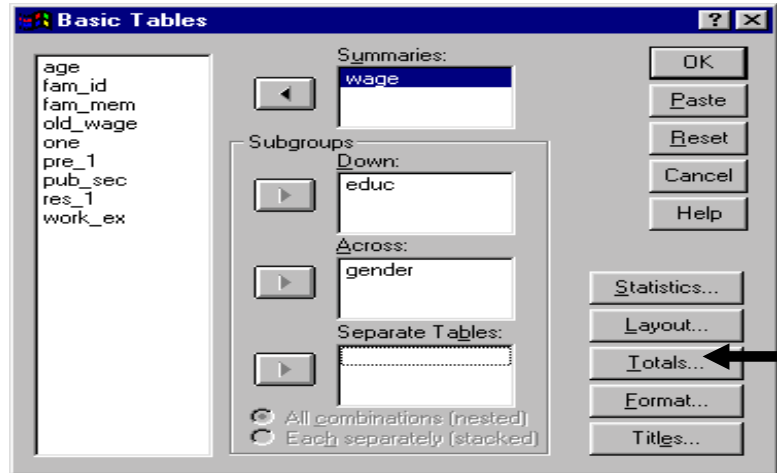 Basic Tables
age
fam_id
fam_mem
old_wage
one
pre_1
pub_sec
res_1
work_ex
Summaries:
wage
Subgroups
Down:
educ
Across:
gender
Separate Tables:
All combinations (nested)
Each separately (stacked)
OK
Paste
Reset
Cancel
Help
Statistics...
Layout...
Totals...
Format...
Titles...